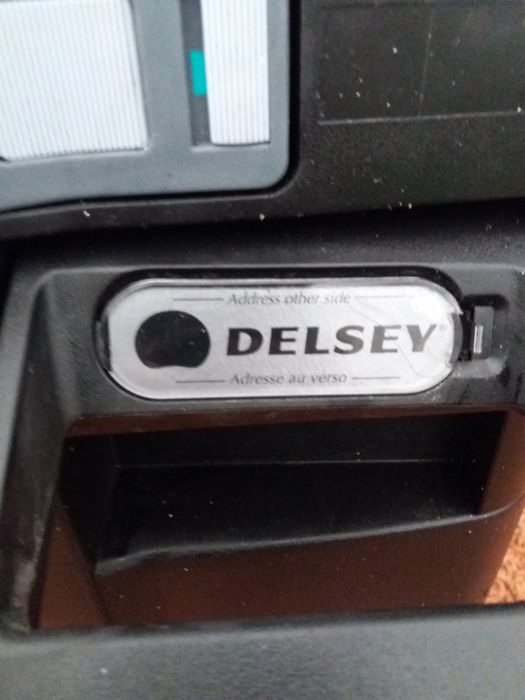 Address other side
DELSEY®
Adresse au verso